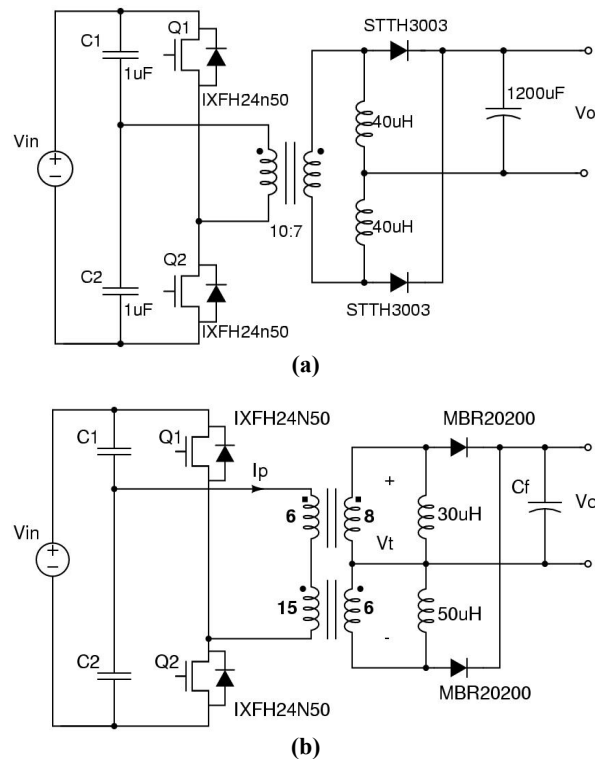 STTH3003
C1
Q1
1uF
IXFH24n50
1200uF
Vo
40uH
Vin
+
-
10:7
40uH
C2
Q2
1uF
IXFH24n50
STTH3003
(a)
IXFH24N50
MBR20200
C1
Q1
Ip
Cf
Vo
6
8
+
30uH
Vin
+
-
Vt
15
6
50uH
-
C2
Q2
MBR20200
IXFH24N50
(b)